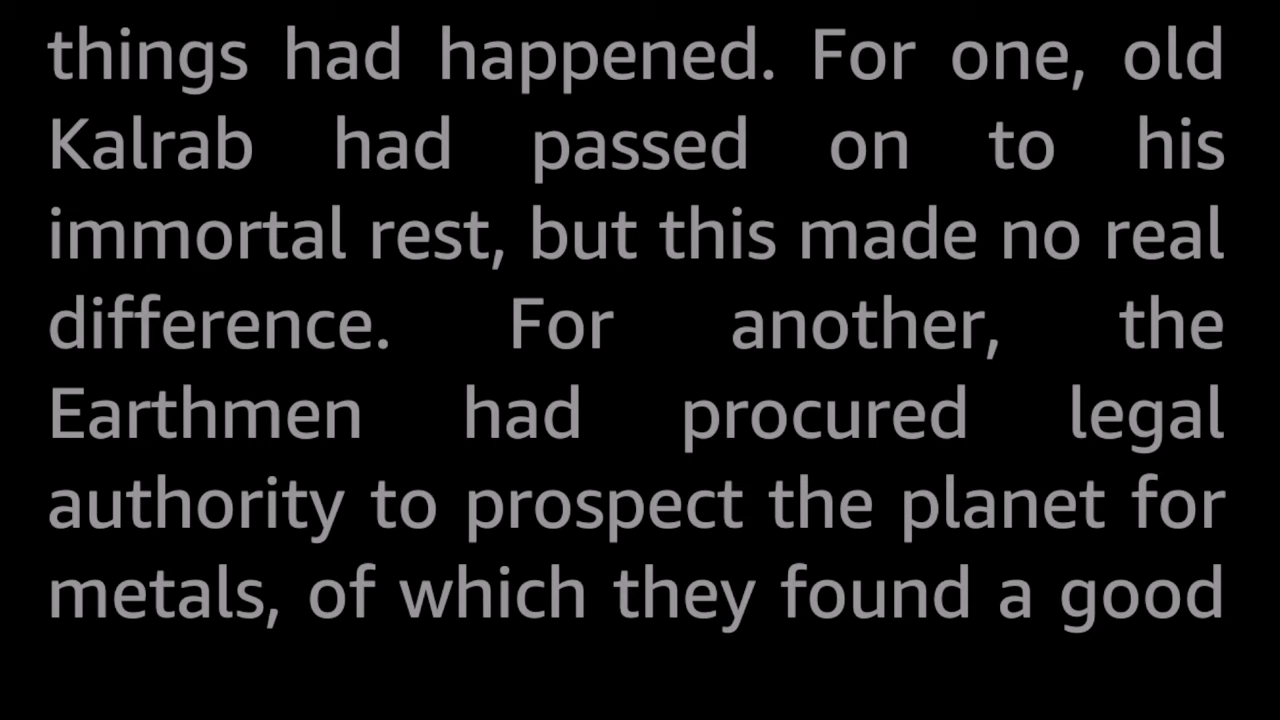 things had happened. For one, old
Kalrab had passed on to his
immortal rest, but this made no real
difference. For another, the
Earthmen had procured legal
authority to prospect the planet for
metals, of which they found a good